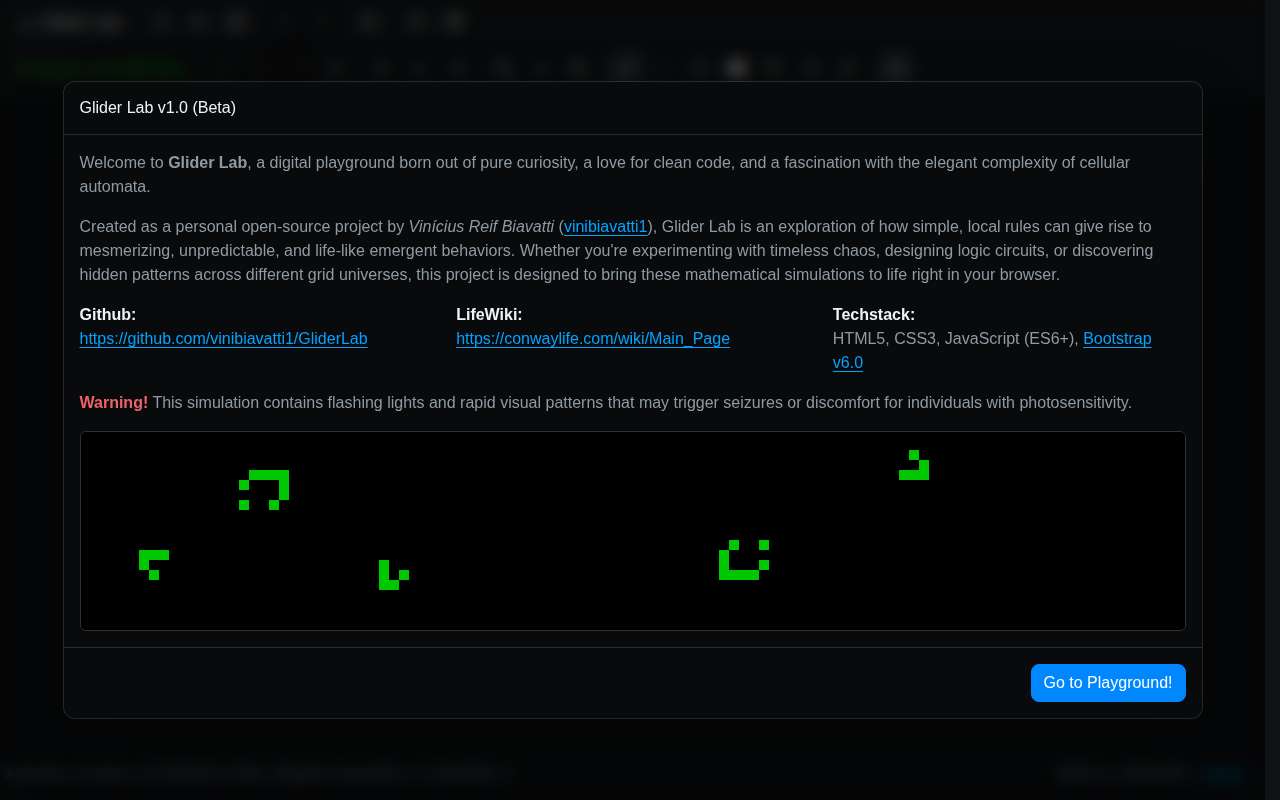 Glider Lab v1.0 (Beta)
Welcome to Glider Lab, a digital playground born out of pure curiosity, a love for clean code, and a fascination with the elegant complexity of cellular
automata.
Created as a personal open-source project by Vinícius Reif Biavatti (vinibiavatti1), Glider Lab is an exploration of how simple, local rules can give rise to
mesmerizing, unpredictable, and life-like emergent behaviors. Whether you're experimenting with timeless chaos, designing logic circuits, or discovering
hidden patterns across different grid universes, this project is designed to bring these mathematical simulations to life right in your browser.
Github:
https://github.com/vinibiavatti1/GliderLab
LifeWiki:
https://conwaylife.com/wiki/Main_Page
Techstack:
HTML5, CSS3, JavaScript (ES6+), Bootstrap
v6.0
Warning! This simulation contains flashing lights and rapid visual patterns that may trigger seizures or discomfort for individuals with photosensitivity.
Go to Playground!